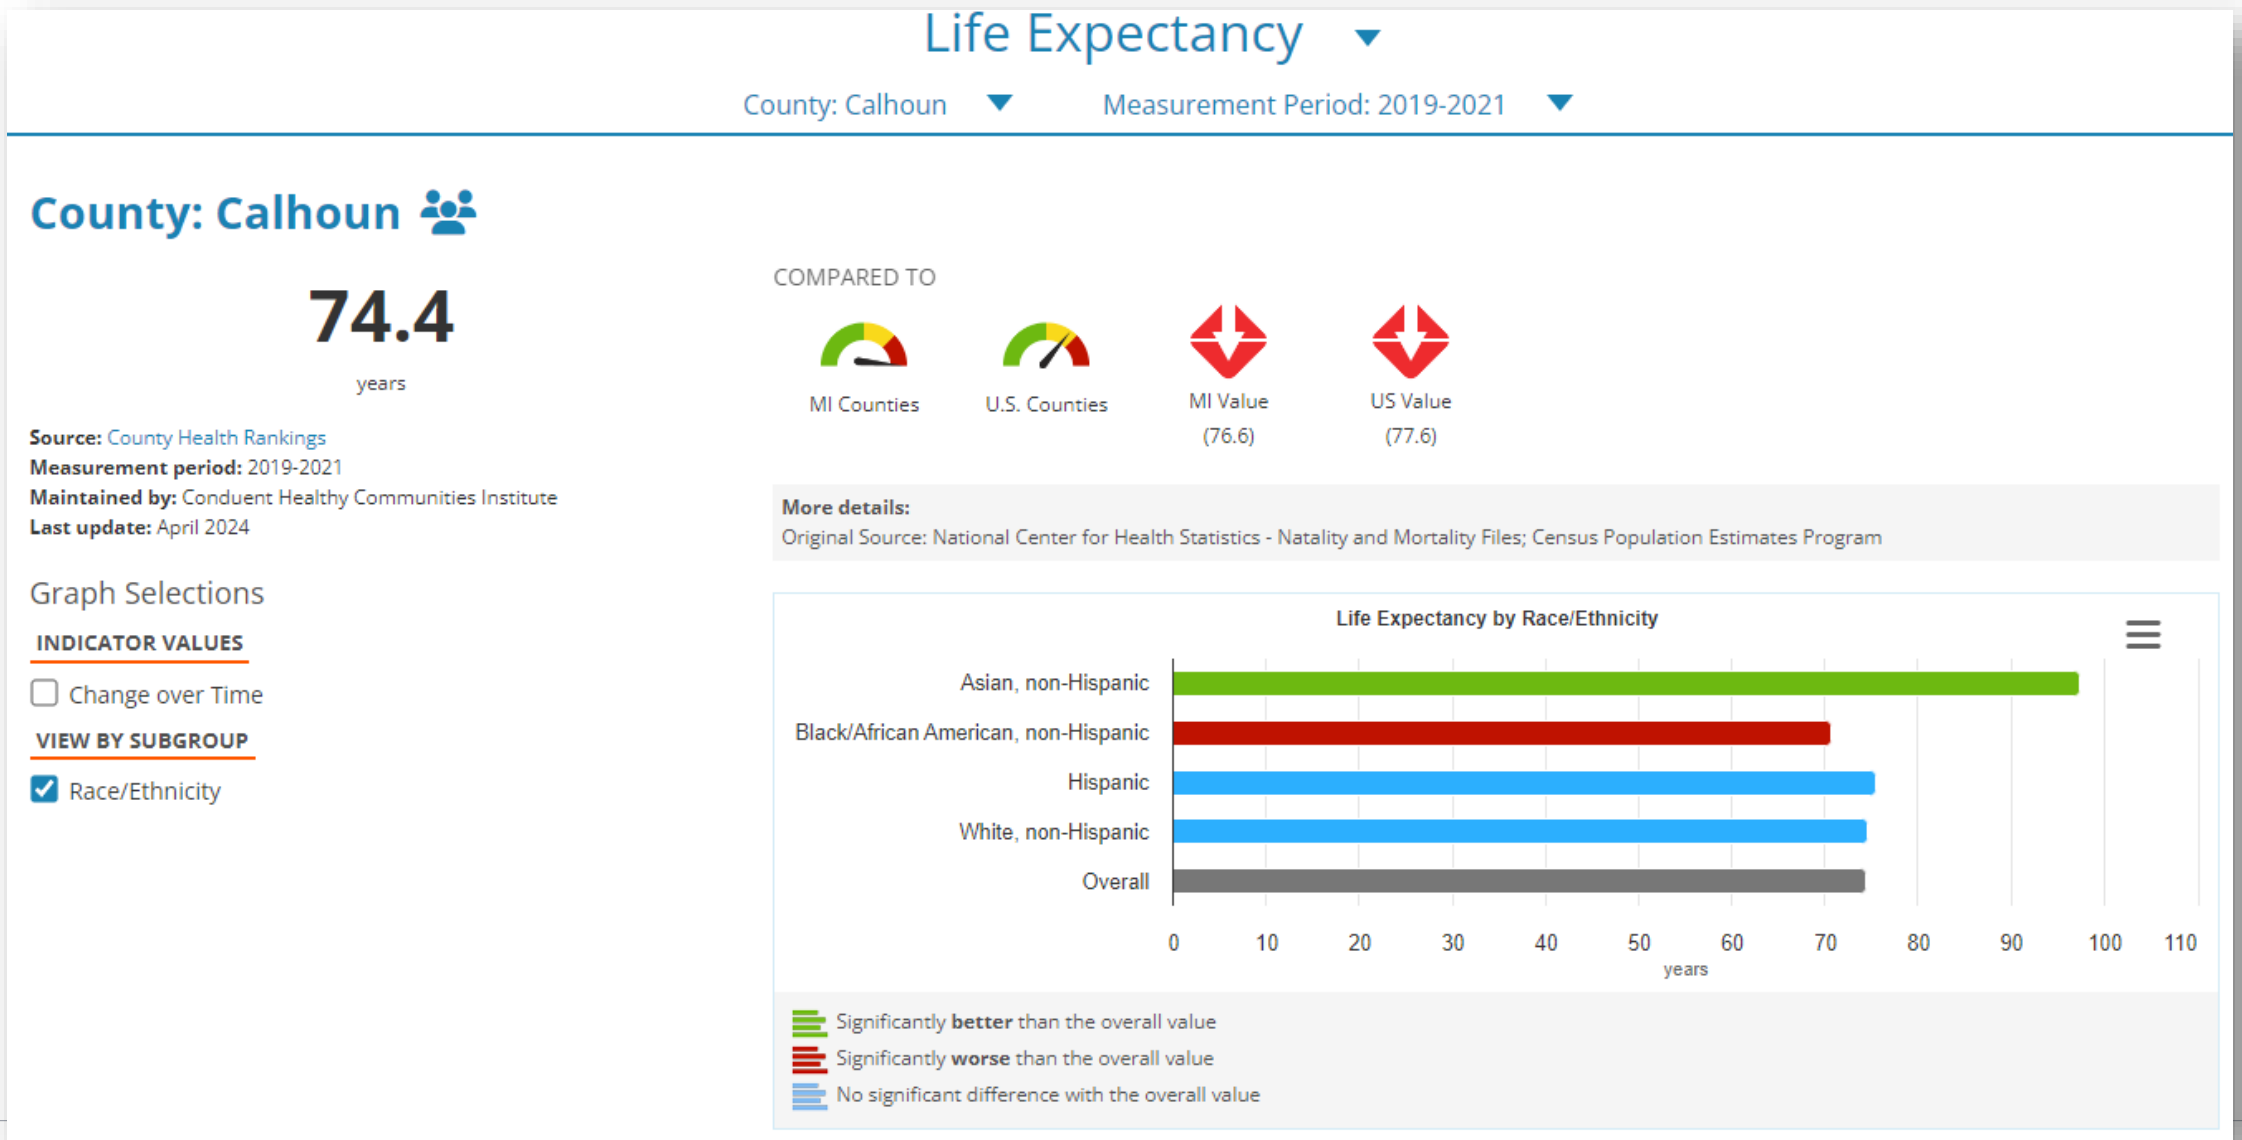 Life Expectancy
County: Calhoun
Measurement Period: 2019-2021
County: Calhoun
74.4
years
Source: County Health Rankings
Measurement period: 2019-2021
Maintained by: Conduent Healthy Communities Institute
Last update: April 2024
Graph Selections
INDICATOR VALUES
Change over Time
VIEW BY SUBGROUP
Race/Ethnicity
COMPARED TO
MI Counties
U.S. Counties
MI Value
(76.6)
US Value
(77.6)
More details:
Original Source: National Center for Health Statistics - Natality and Mortality Files; Census Population Estimates Program
Life Expectancy by Race/Ethnicity
Asian, non-Hispanic
Black/African American, non-Hispanic
Hispanic
White, non-Hispanic
Overall
0 10 20 30 40 50 60 70 80 90 100 110
years
Significantly better than the overall value
Significantly worse than the overall value
No significant difference with the overall value